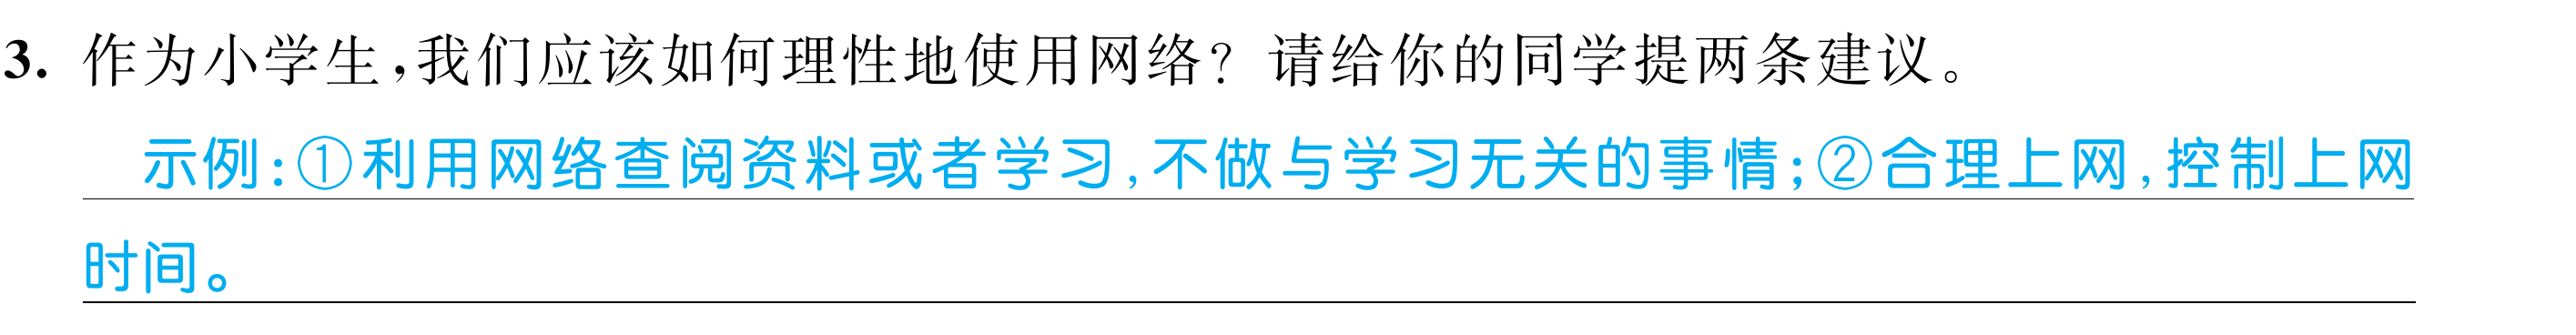 3. 作为小学生,我们应该如何理性地使用网络? 请给你的同学提两条建议。
示例:①利用网络查阅资料或者学习,不做与学习无关的事情;②合理上网,控制上网
时间。